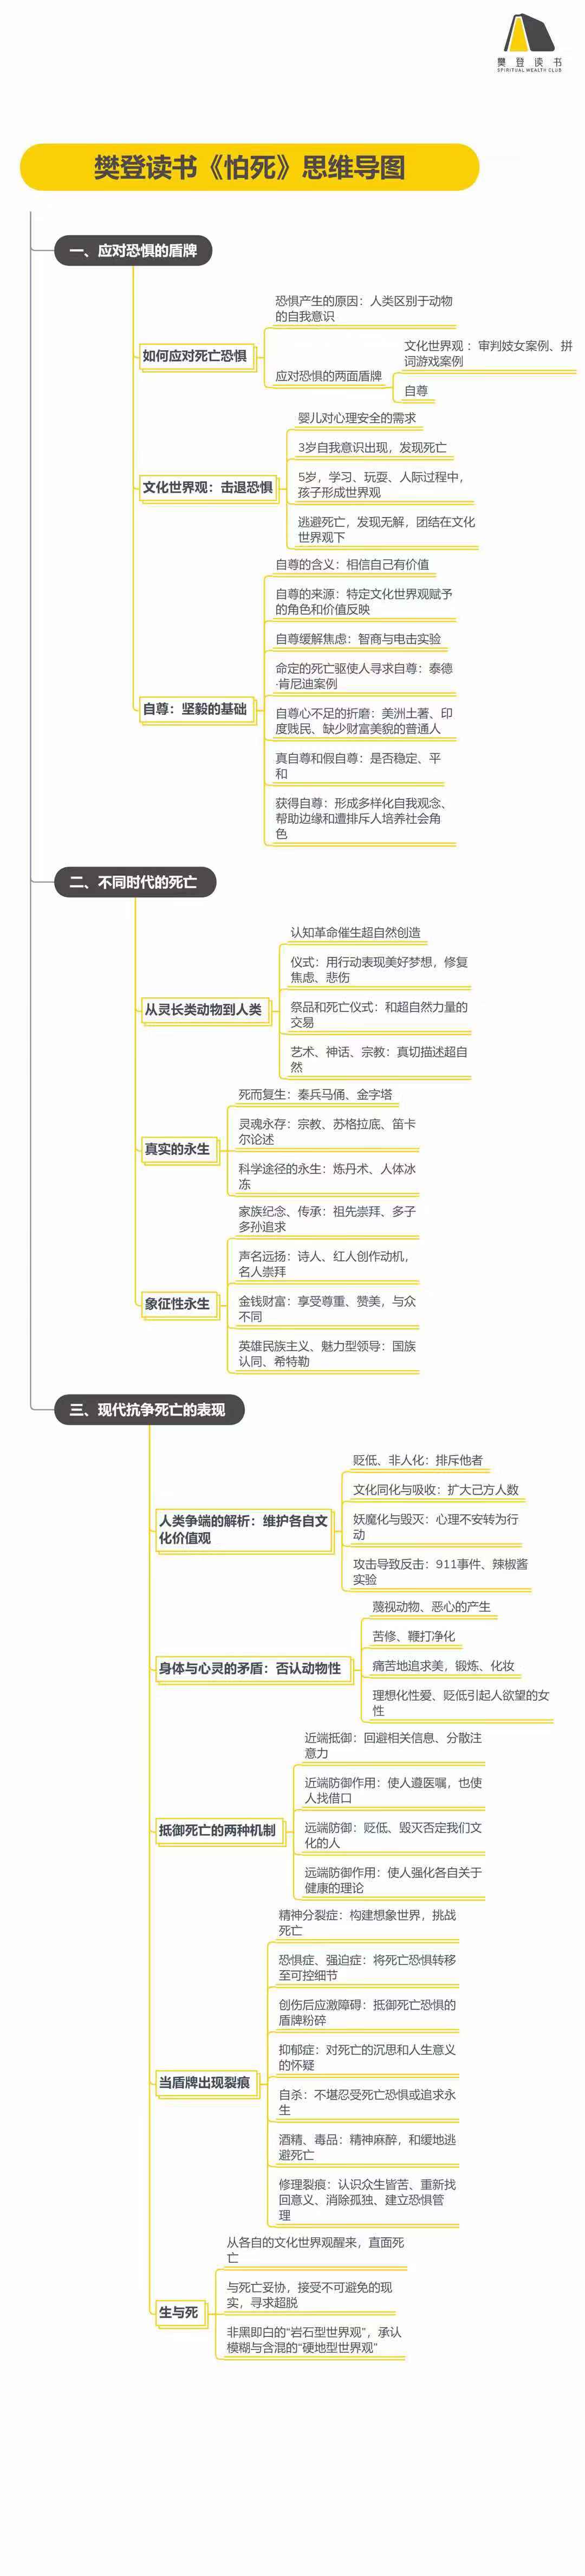 樊登读书
SPIRITUAL WEALTH CLUB
樊登读书《怕死》思维导图
一、应对恐惧的盾牌
如何应对死亡恐惧
恐惧产生的原因：人类区别于动物
的自我意识
应对恐惧的两面盾牌
文化世界观 ：审判妓女案例、拼
词游戏案例
自尊
文化世界观：击退恐惧
婴儿对心理安全的需求
3岁自我意识出现，发现死亡
5岁，学习、玩耍、人际过程中，
孩子形成世界观
逃避死亡，发现无解，团结在文化
世界观下
自尊：坚毅的基础
自尊的含义：相信自己有价值
自尊的来源：特定文化世界观赋予
的角色和价值反映
自尊缓解焦虑：智商与电击实验
命定的死亡驱使人寻求自尊：泰德
·肯尼迪案例
自尊心不足的折磨：美洲土著、印
度贱民、缺少财富美貌的普通人
真自尊和假自尊：是否稳定、平
和
获得自尊：形成多样化自我观念、
帮助边缘和遭排斥人培养社会角
色
二、不同时代的死亡
从灵长类动物到人类
认知革命催生超自然创造
仪式：用行动表现美好梦想，修复
焦虑、悲伤
祭品和死亡仪式：和超自然力量的
交易
艺术、神话、宗教：真切描述超自
然
真实的永生
死而复生：秦兵马俑、金字塔
灵魂永存：宗教、苏格拉底、笛卡
尔论述
科学途径的永生：炼丹术、人体冰
冻
象征性永生
家族纪念、传承：祖先崇拜、多子
多孙追求
声名远扬：诗人、红人创作动机，
名人崇拜
金钱财富：享受尊重、赞美，与众
不同
英雄民族主义、魅力型领导：国族
认同、希特勒
三、现代抗争死亡的表现
人类争端的解析：维护各自文
化价值观
贬低、非人化：排斥他者
文化同化与吸收：扩大己方人数
妖魔化与毁灭：心理不安转为行
动
攻击导致反击：911事件、辣椒酱
实验
身体与心灵的矛盾：否认动物性
蔑视动物、恶心的产生
苦修、鞭打净化
痛苦地追求美，锻炼、化妆
理想化性爱、贬低引起人欲望的女
性
抵御死亡的两种机制
近端抵御：回避相关信息、分散注
意力
近端防御作用：使人遵医嘱，也使
人找借口
远端防御：贬低、毁灭否定我们文
化的人
远端防御作用：使人强化各自关于
健康的理论
当盾牌出现裂痕
精神分裂症：构建想象世界，挑战
死亡
恐惧症、强迫症：将死亡恐惧转移
至可控细节
创伤后应激障碍：抵御死亡恐惧的
盾牌粉碎
抑郁症：对死亡的沉思和人生意义
的怀疑
自杀：不堪忍受死亡恐惧或追求永
生
酒精、毒品：精神麻醉，和缓地逃
避死亡
修理裂痕：认识众生皆苦、重新找
回意义、消除孤独、建立恐惧管
理
生与死
从各自的文化世界观醒来，直面死
亡
与死亡妥协，接受不可避免的现
实，寻求超脱
非黑即白的“岩石型世界观”，承认
模糊与含混的“硬地型世界观”